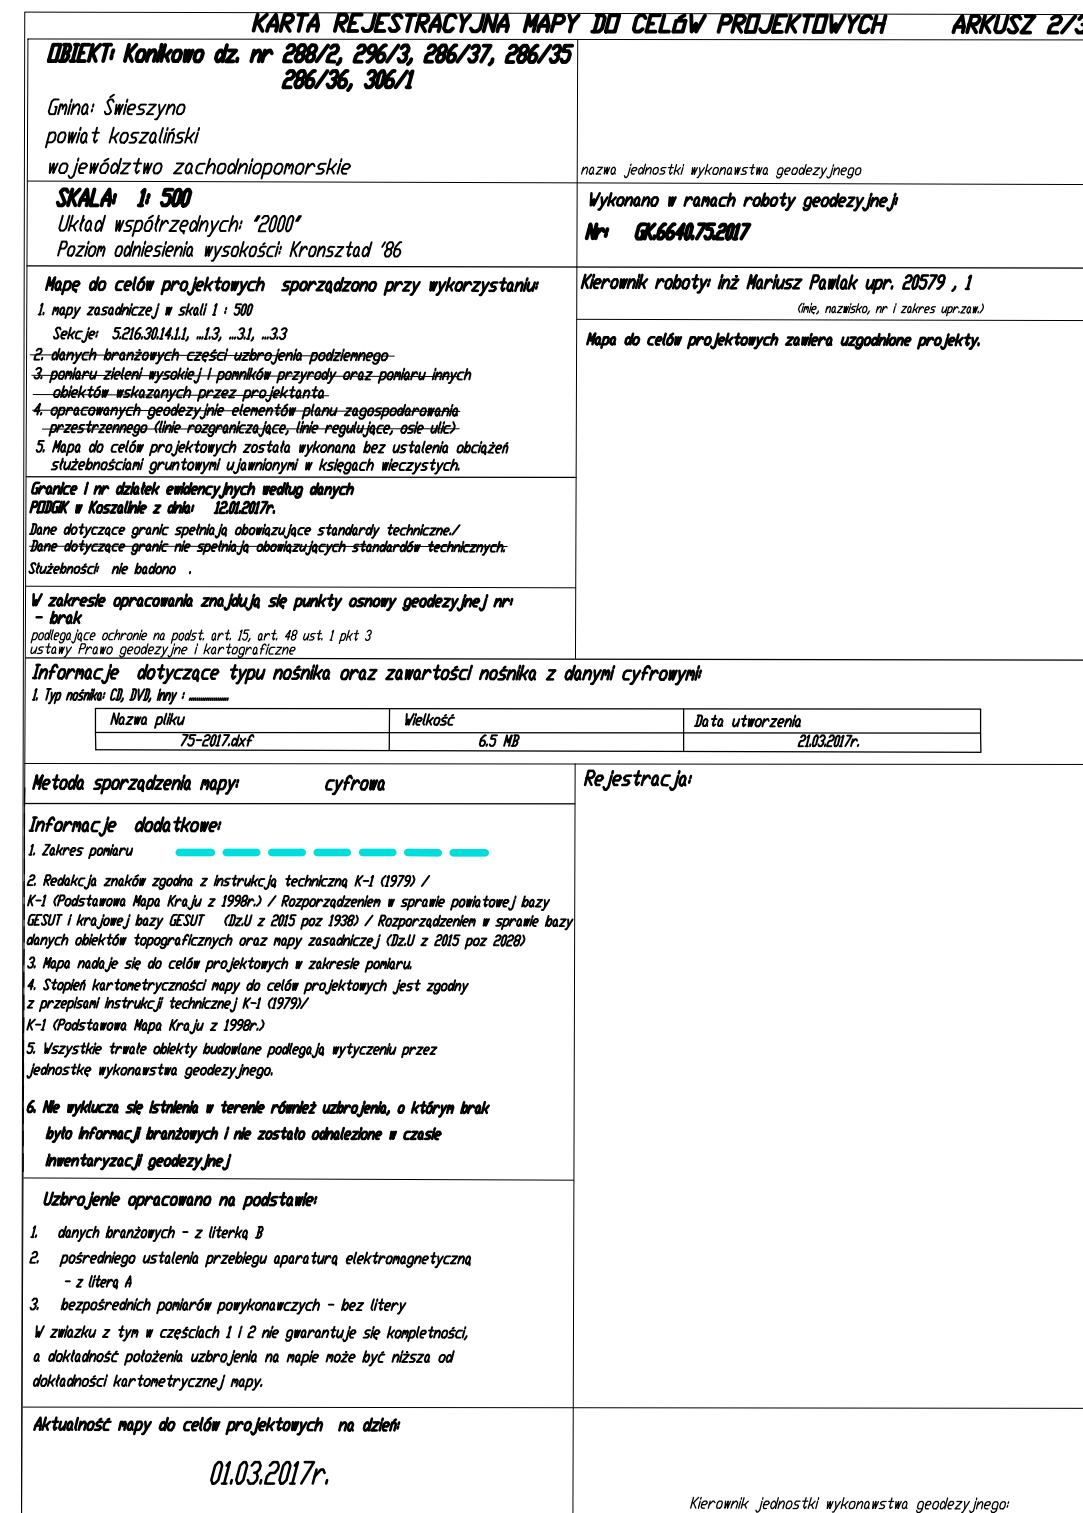 KARTA REJESTRACYJNA MAPY DO CELÓW PROJEKTOWYCH ARKUSZ 2/3
OBIEKT: Konikowo dz. nr 288/2, 296/3, 286/37, 286/35
286/36, 306/1
Gmina: Świeszyno
powiat koszaliński
województwo zachodniopomorskie
nazwa jednostki wykonawstwa geodezyjnego
SKALA: 1: 500
Układ współrzędnych: "2000"
Poziom odniesienia wysokości: Kronsztad '86
Wykonano w ramach roboty geodezyjnej:
Nr: GK.6640.75.2017
Mapę do celów projektowych sporządzono przy wykorzystaniu:
1. mapy zasadniczej w skali 1 : 500
Sekcje: 5.216.30.14.1.1, ...1.3, ...3.1, ...3.3
2. danych branżowych części uzbrojenia podziemnego
3. pomiaru zieleni wysokiej i pomników przyrody oraz pomiaru innych
obiektów wskazanych przez projektanta
4. opracowanych geodezyjnie elementów planu zagospodarowania
przestrzennego (linie rozgraniczające, linie regulujące, osie ulic)
5. Mapa do celów projektowych została wykonana bez ustalenia obciążeń
służebnościami gruntowymi ujawnionymi w księgach wieczystych.
Kierownik roboty: inż Mariusz Pawlak upr. 20579 , 1
(imię, nazwisko, nr i zakres upr.zaw.)
Mapa do celów projektowych zawiera uzgodnione projekty.
Granice i nr działek ewidencyjnych według danych
PODGiK w Koszalinie z dnia: 12.01.2017r.
Dane dotyczące granic spełniają obowiązujące standardy techniczne./
Dane dotyczące granic nie spełniają obowiązujących standardów technicznych.
Służebności: nie badono .
W zakresie opracowania znajdują się punkty osnowy geodezyjnej nr:
- brak
podlegające ochronie na podst. art. 15, art. 48 ust. 1 pkt 3
ustawy Prawo geodezyjne i kartograficzne
Informacje dotyczące typu nośnika oraz zawartości nośnika z danymi cyfrowymi:
1. Typ nośnika: CD, DVD, inny : ................
Nazwa pliku Wielkość Data utworzenia
75-2017.dxf 6.5 MB 21.03.2017r.
Metoda sporządzenia mapy: cyfrowa
Rejestracja:
Informacje dodatkowe:
1. Zakres pomiaru
2. Redakcja znaków zgodna z instrukcją techniczną K-1 (1979) /
K-1 (Podstawowa Mapa Kraju z 1998r.) / Rozporządzeniem w sprawie powiatowej bazy
GESUT i krajowej bazy GESUT (Dz.U z 2015 poz 1938) / Rozporządzeniem w sprawie bazy
danych obiektów topograficznych oraz mapy zasadniczej (Dz.U z 2015 poz 2028)
3. Mapa nadaje się do celów projektowych w zakresie pomiaru.
4. Stopień kartometryczności mapy do celów projektowych jest zgodny
z przepisami instrukcji technicznej K-1 (1979)/
K-1 (Podstawowa Mapa Kraju z 1998r.)
5. Wszystkie trwałe obiekty budowlane podlegają wytyczeniu przez
jednostkę wykonawstwa geodezyjnego.
6. Nie wyklucza się istnienia w terenie również uzbrojenia, o którym brak
było informacji branżowych i nie zostało odnalezione w czasie
inwentaryzacji geodezyjnej
Uzbrojenie opracowano na podstawie:
1. danych branżowych - z literką B
2. pośredniego ustalenia przebiegu aparaturą elektromagnetyczną
- z literą A
3. bezpośrednich pomiarów powykonawczych - bez litery
W zwiazku z tym w częściach 1 i 2 nie gwarantuje się kompletności,
a dokładność położenia uzbrojenia na mapie może być niższa od
dokładności kartometrycznej mapy.
Aktualność mapy do celów projektowych na dzień:
01.03.2017r.
Kierownik jednostki wykonawstwa geodezyjnego: